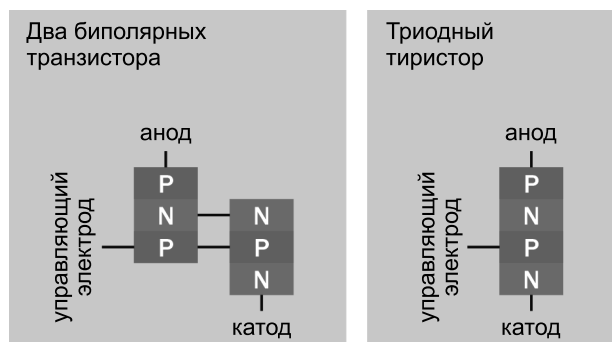 Два биполярных
транзистора
анод
управляющий
электрод
P
N
P
N
P
N
катод
Триодный
тиристор
анод
управляющий
электрод
P
N
P
N
катод